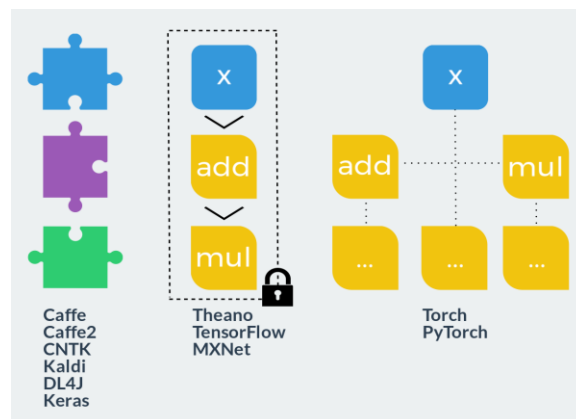 x
x
add
add
mul
mul
...
...
...
Caffe
Caffe2
CNTK
Kaldi
DL4J
Keras
Theano
TensorFlow
MXNet
Torch
PyTorch